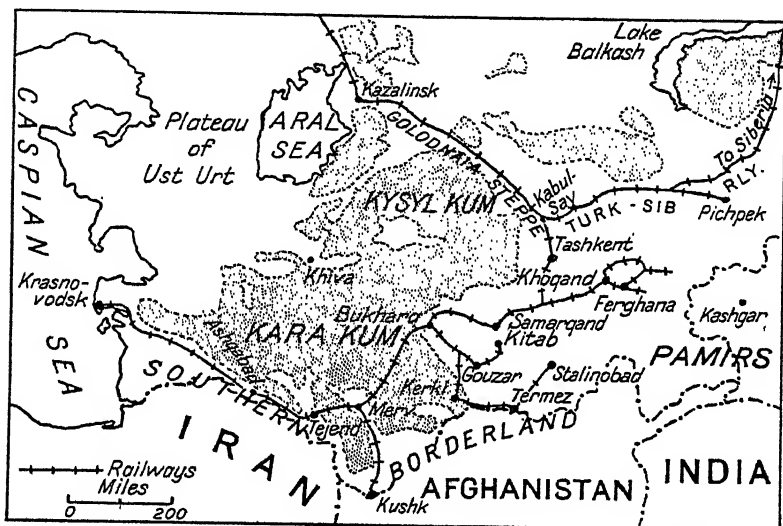 Lake
Balkash
CASPIAN
SEA
Plateau
of
Ust Urt
ARAL
SEA
Kazalinsk
GOLODNAIA STEPPE
KYSYL KUM
Kabul-
Say
To Siberia
TURK-SIB RLY.
Pichpek
Tashkent
Khiva
Khoqand
Ferghana
Krasno-
vodsk
Bukhara
Samarqand
Kitab
Kashgar
KARA KUM
Ashqabad
PAMIRS
Gouzar
Stalinobad
Kerki
Termez
Merv
Tejend
SOUTHERN
BORDERLAND
IRAN
Kushk
AFGHANISTAN
INDIA
Railways
Miles
0 200